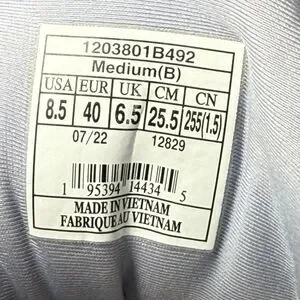 1203801B492
Medium(B)
USA EUR UK CM CN
8.5 40 6.5 25.5 255(1.5)
07/22 12829
1 95394 14434 5
MADE IN VIETNAM
FABRIQUE AU VIETNAM